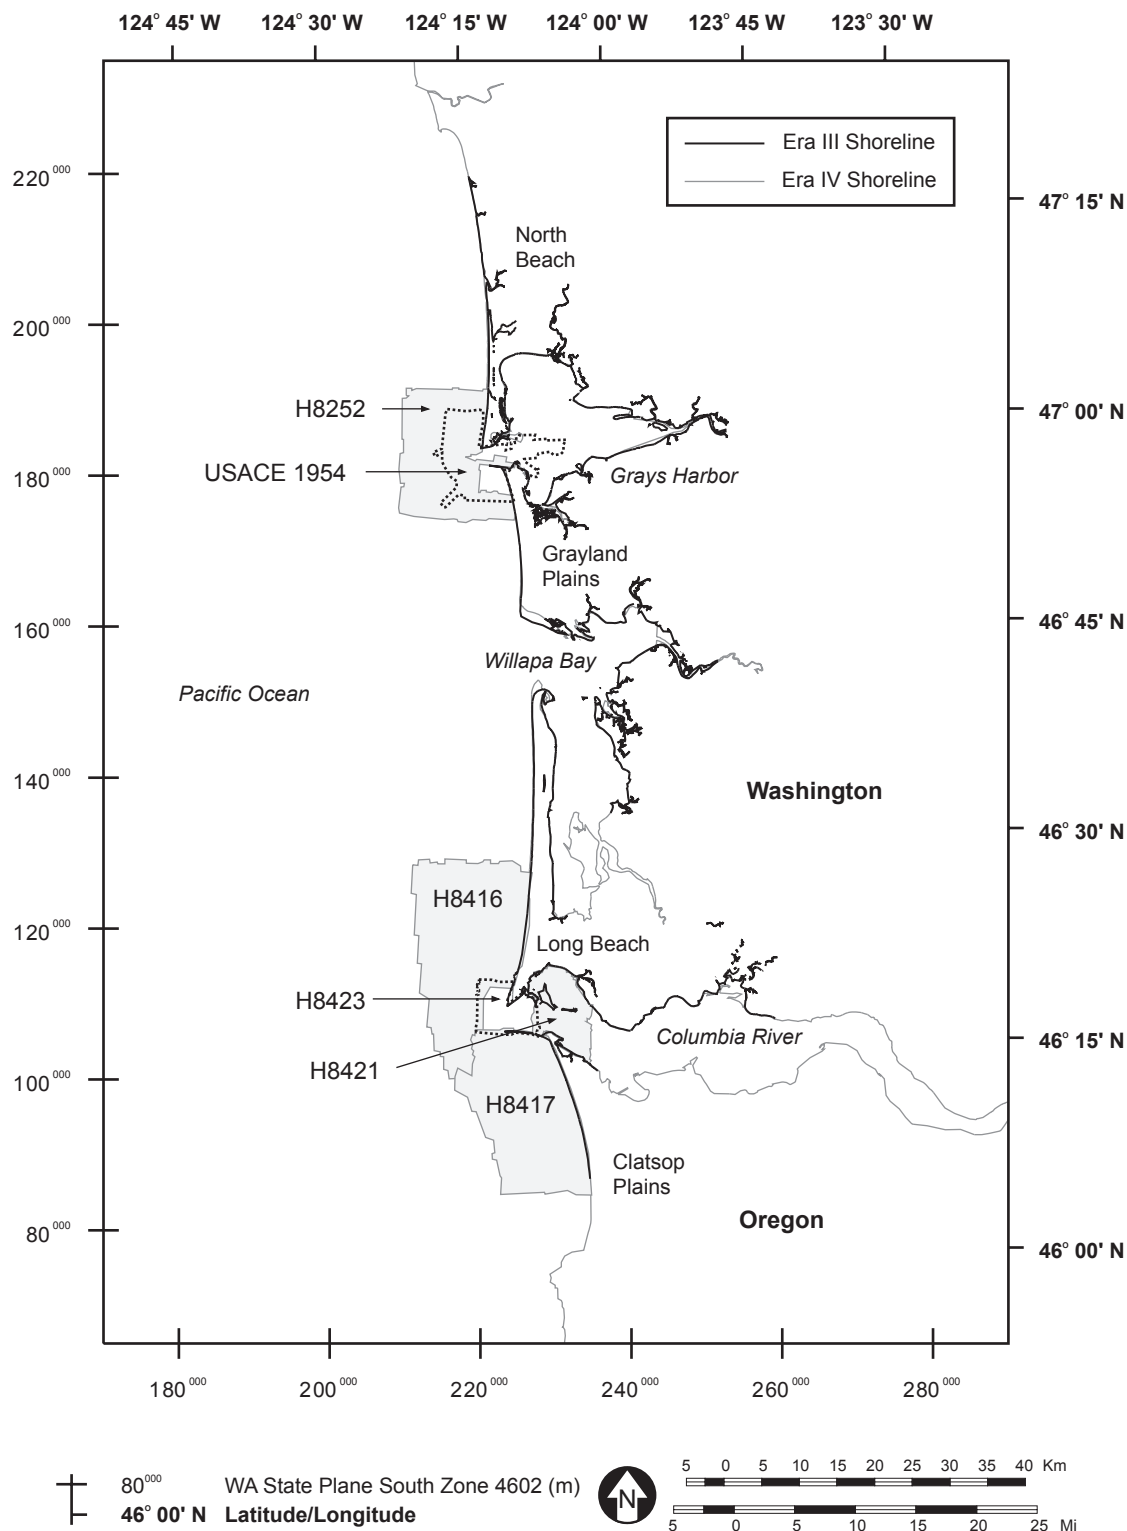 124° 45' W 124° 30' W 124° 15' W 124° 00' W 123° 45' W 123° 30' W
Era III Shoreline
Era IV Shoreline
220 000
47° 15' N
North
Beach
200 000
H8252
47° 00' N
USACE 1954
Grays Harbor
180 000
Grayland
Plains
160 000
46° 45' N
Willapa Bay
Pacific Ocean
140 000
Washington
46° 30' N
H8416
120 000
Long Beach
H8423
Columbia River
46° 15' N
H8421
100 000
H8417
Clatsop
Plains
Oregon
80 000
46° 00' N
180 000 200 000 220 000 240 000 260 000 280 000
5 0 5 10 15 20 25 30 35 40 Km
80 000 WA State Plane South Zone 4602 (m)
N
46° 00' N Latitude/Longitude
5 0 5 10 15 20 25 Mi